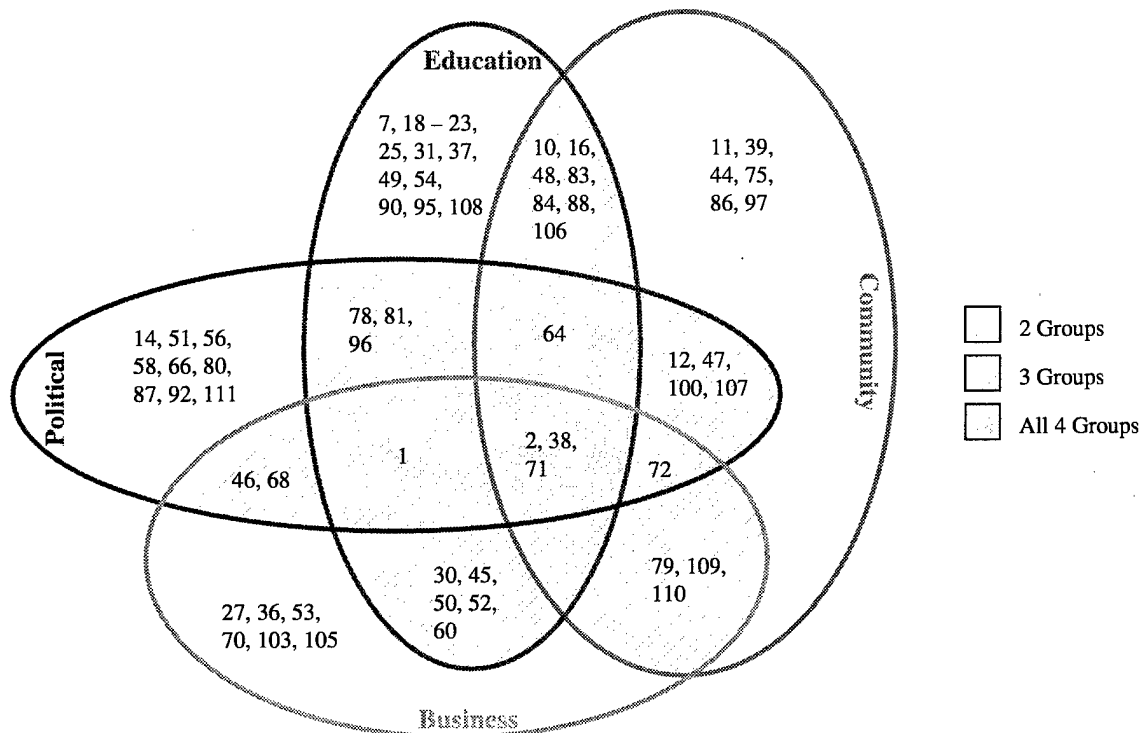 Education
7, 18 – 23,
25, 31, 37,
49, 54,
90, 95, 108
10, 16,
48, 83,
84, 88,
106
11, 39,
44, 75,
86, 97
Community
2 Groups
3 Groups
All 4 Groups
Political
14, 51, 56,
58, 66, 80,
87, 92, 111
78, 81,
96
64
12, 47,
100, 107
46, 68
1
2, 38,
71
72
27, 36, 53,
70, 103, 105
30, 45,
50, 52,
60
79, 109,
110
Business